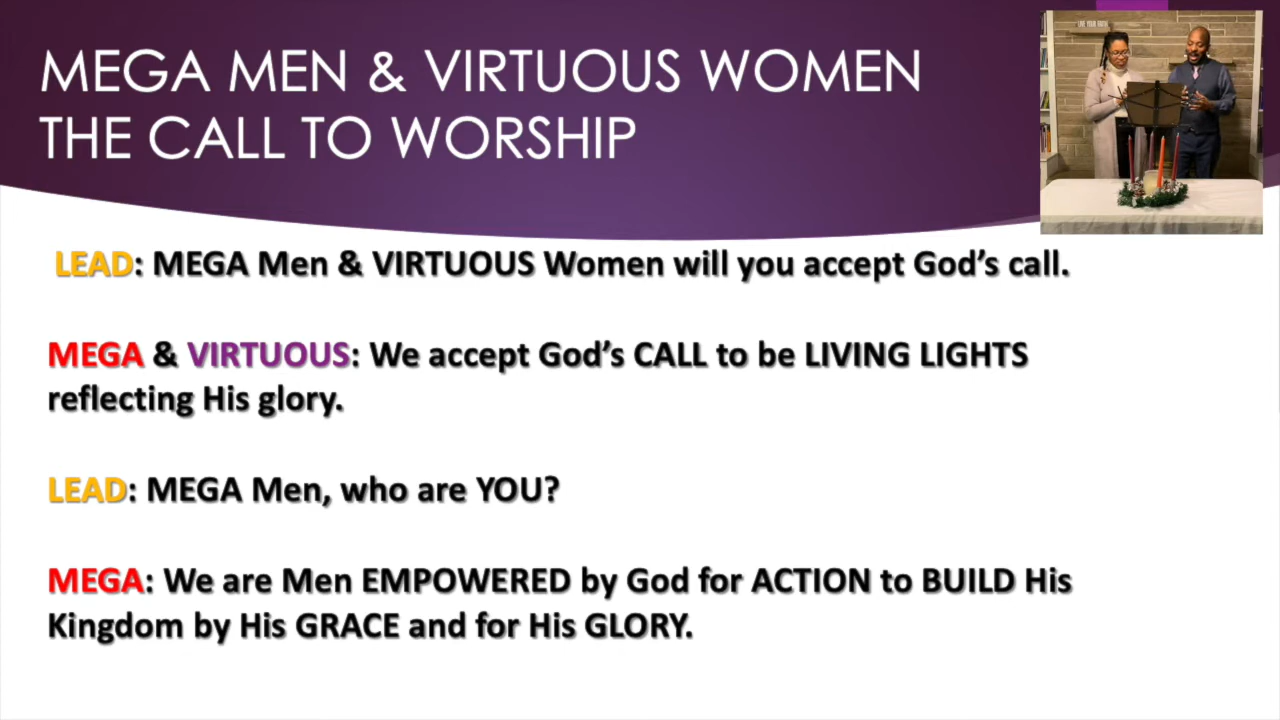 MEGA MEN & VIRTUOUS WOMEN
THE CALL TO WORSHIP
LEAD: MEGA Men & VIRTUOUS Women will you accept God’s call.
MEGA & VIRTUOUS: We accept God’s CALL to be LIVING LIGHTS
reflecting His glory.
LEAD: MEGA Men, who are YOU?
MEGA: We are Men EMPOWERED by God for ACTION to BUILD His
Kingdom by His GRACE and for His GLORY.